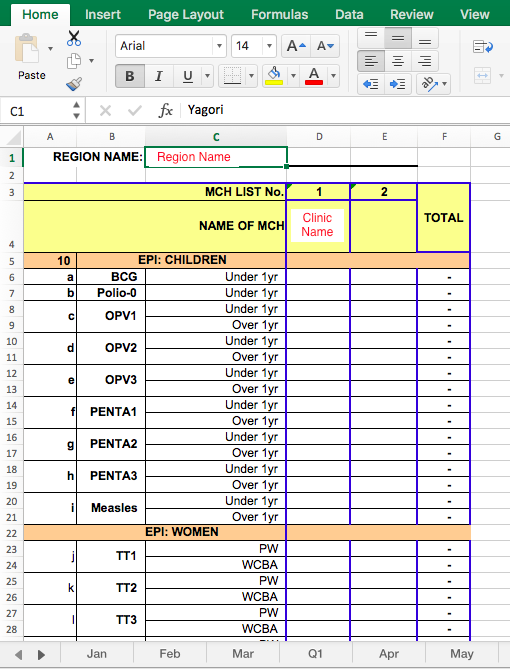 Home Insert Page Layout Formulas Data Review View
Paste Arial 14 A A
B I U A ab
C1 fx Yagori
A B C D E F G
1 REGION NAME: Region Name
2
3 MCH LIST No. 1 2
4 NAME OF MCH Clinic Name TOTAL
5 10 EPI: CHILDREN
6 a BCG Under 1yr -
7 b Polio-0 Under 1yr -
8 c OPV1 Under 1yr -
9 Over 1yr -
10 d OPV2 Under 1yr -
11 Over 1yr -
12 e OPV3 Under 1yr -
13 Over 1yr -
14 f PENTA1 Under 1yr -
15 Over 1yr -
16 g PENTA2 Under 1yr -
17 Over 1yr -
18 h PENTA3 Under 1yr -
19 Over 1yr -
20 i Measles Under 1yr -
21 Over 1yr -
22 EPI: WOMEN
23 j TT1 PW -
24 WCBA -
25 k TT2 PW -
26 WCBA -
27 l TT3 PW -
28 WCBA -
Jan Feb Mar Q1 Apr May